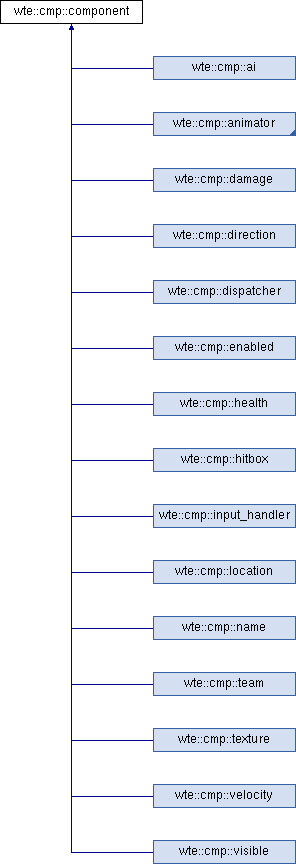 wte::cmp::component
wte::cmp::ai
wte::cmp::animator
wte::cmp::damage
wte::cmp::direction
wte::cmp::dispatcher
wte::cmp::enabled
wte::cmp::health
wte::cmp::hitbox
wte::cmp::input_handler
wte::cmp::location
wte::cmp::name
wte::cmp::team
wte::cmp::texture
wte::cmp::velocity
wte::cmp::visible